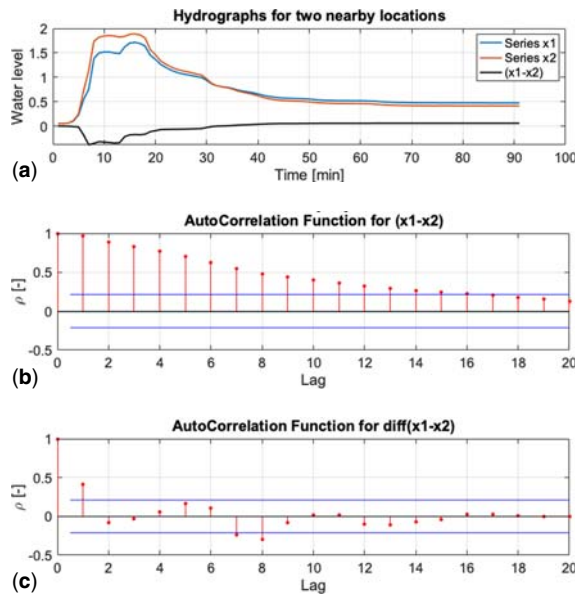 Hydrographs for two nearby locations
Water level
2
1.5
1
0.5
0
Series x1
Series x2
(x1-x2)
0 10 20 30 40 50 60 70 80 90 100
Time [min]
(a)
AutoCorrelation Function for (x1-x2)
ρ [-]
1
0.5
0
-0.5
0 2 4 6 8 10 12 14 16 18 20
Lag
(b)
AutoCorrelation Function for diff(x1-x2)
ρ [-]
1
0.5
0
-0.5
0 2 4 6 8 10 12 14 16 18 20
Lag
(c)